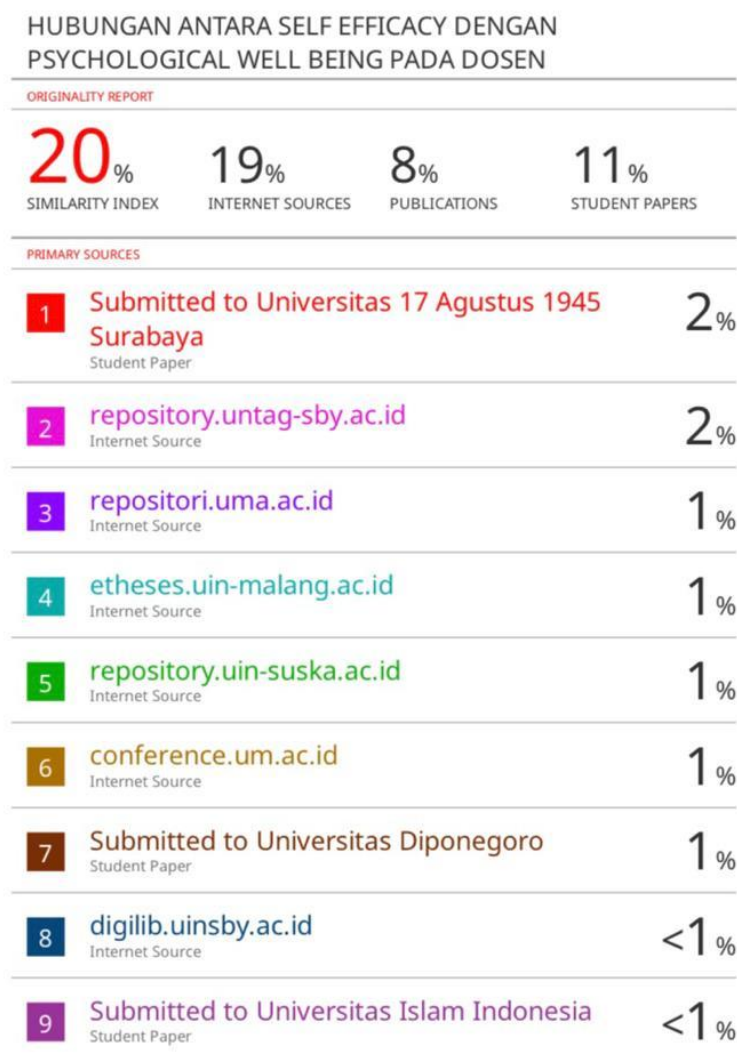 HUBUNGAN ANTARA SELF EFFICACY DENGAN
PSYCHOLOGICAL WELL BEING PADA DOSEN
ORIGINALITY REPORT
20% 19% 8% 11%
SIMILARITY INDEX INTERNET SOURCES PUBLICATIONS STUDENT PAPERS
PRIMARY SOURCES
1 Submitted to Universitas 17 Agustus 1945 2%
Surabaya
Student Paper
2 repository.untag-sby.ac.id 2%
Internet Source
3 repositori.uma.ac.id 1%
Internet Source
4 etheses.uin-malang.ac.id 1%
Internet Source
5 repository.uin-suska.ac.id 1%
Internet Source
6 conference.um.ac.id 1%
Internet Source
7 Submitted to Universitas Diponegoro 1%
Student Paper
8 digilib.uinsby.ac.id <1%
Internet Source
9 Submitted to Universitas Islam Indonesia <1%
Student Paper